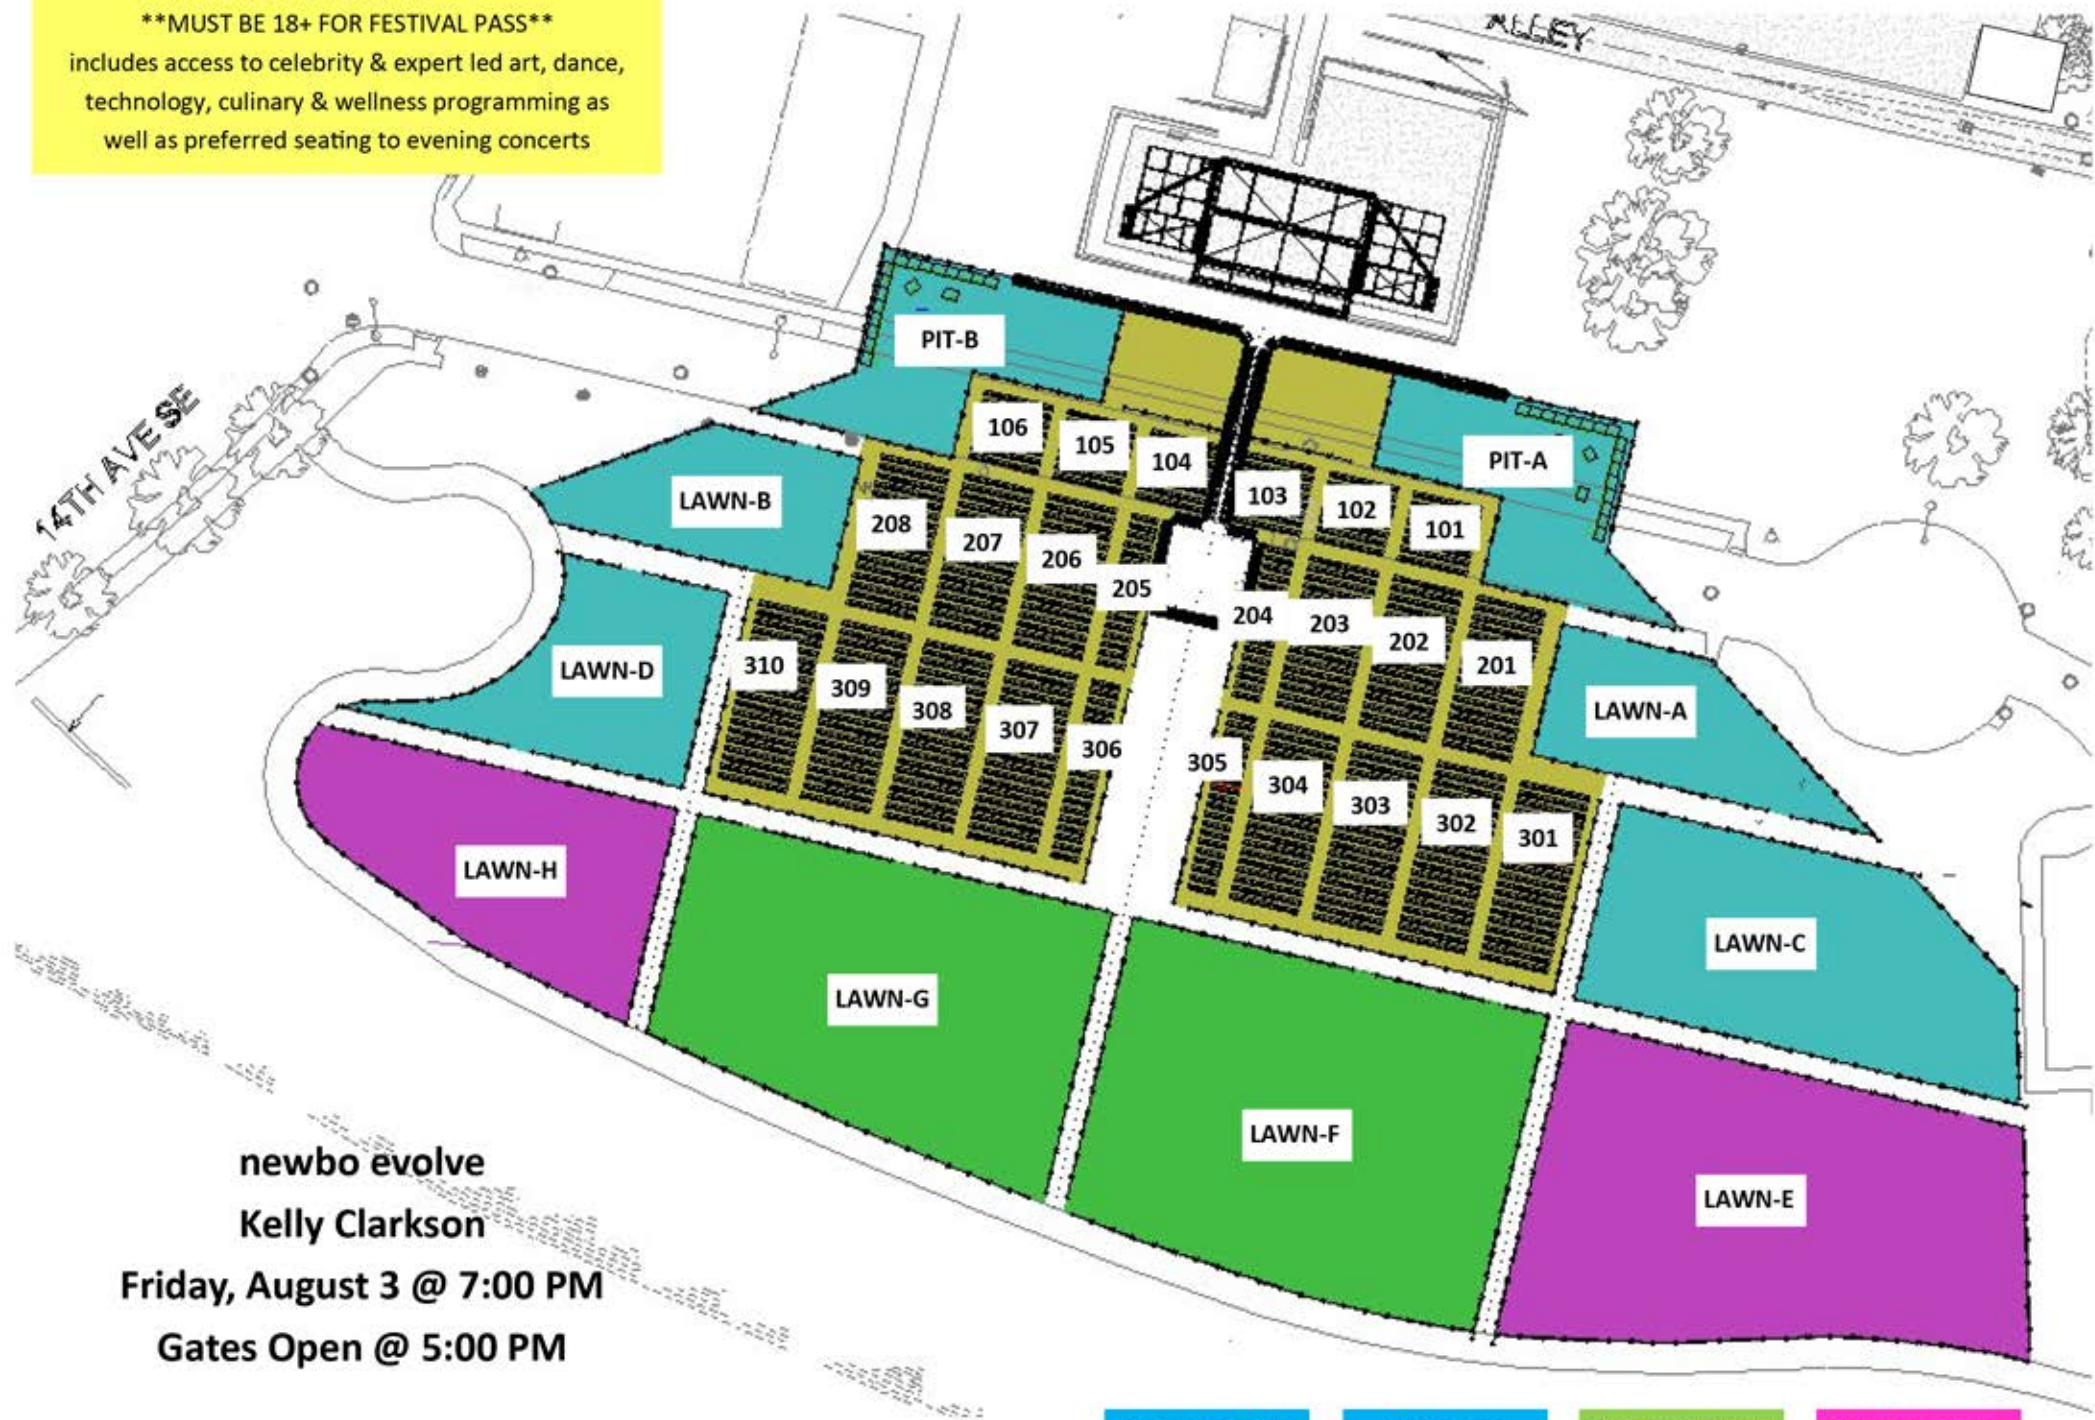 **MUST BE 18+ FOR FESTIVAL PASS**
includes access to celebrity & expert led art, dance,
technology, culinary & wellness programming as
well as preferred seating to evening concerts
ALLEY
14TH AVE SE
PIT-B
PIT-A
106
105
104
103
102
101
LAWN-B
208
207
206
205
204
203
202
201
LAWN-A
LAWN-D
310
309
308
307
306
305
304
303
302
301
LAWN-H
LAWN-G
LAWN-F
LAWN-C
LAWN-E
newbo evolve
Kelly Clarkson
Friday, August 3 @ 7:00 PM
Gates Open @ 5:00 PM